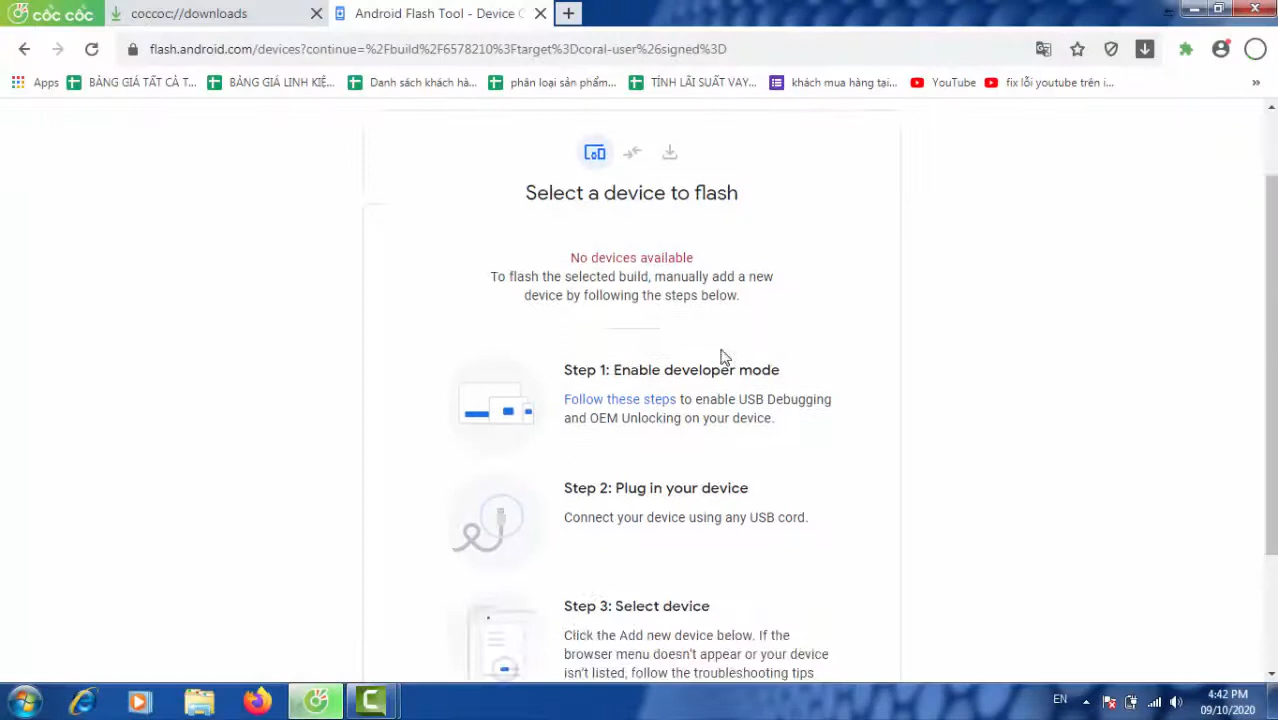 cốc cốc
coccoc://downloads
Android Flash Tool - Device C
flash.android.com/devices?continue=%2Fbuild%2F6578210%3Ftarget%3Dcoral-user%26signed%3D
Apps
BẢNG GIÁ TẤT CẢ T...
BẢNG GIÁ LINH KIỆ...
Danh sách khách hà...
phân loại sản phẩm...
TÍNH LÃI SUẤT VAY...
khách mua hàng tại...
YouTube
fix lỗi youtube trên i...
»
Select a device to flash
No devices available
To flash the selected build, manually add a new
device by following the steps below.
Step 1: Enable developer mode
Follow these steps to enable USB Debugging
and OEM Unlocking on your device.
Step 2: Plug in your device
Connect your device using any USB cord.
Step 3: Select device
Click the Add new device below. If the
browser menu doesn't appear or your device
isn't listed, follow the troubleshooting tips
EN
4:42 PM
09/10/2020